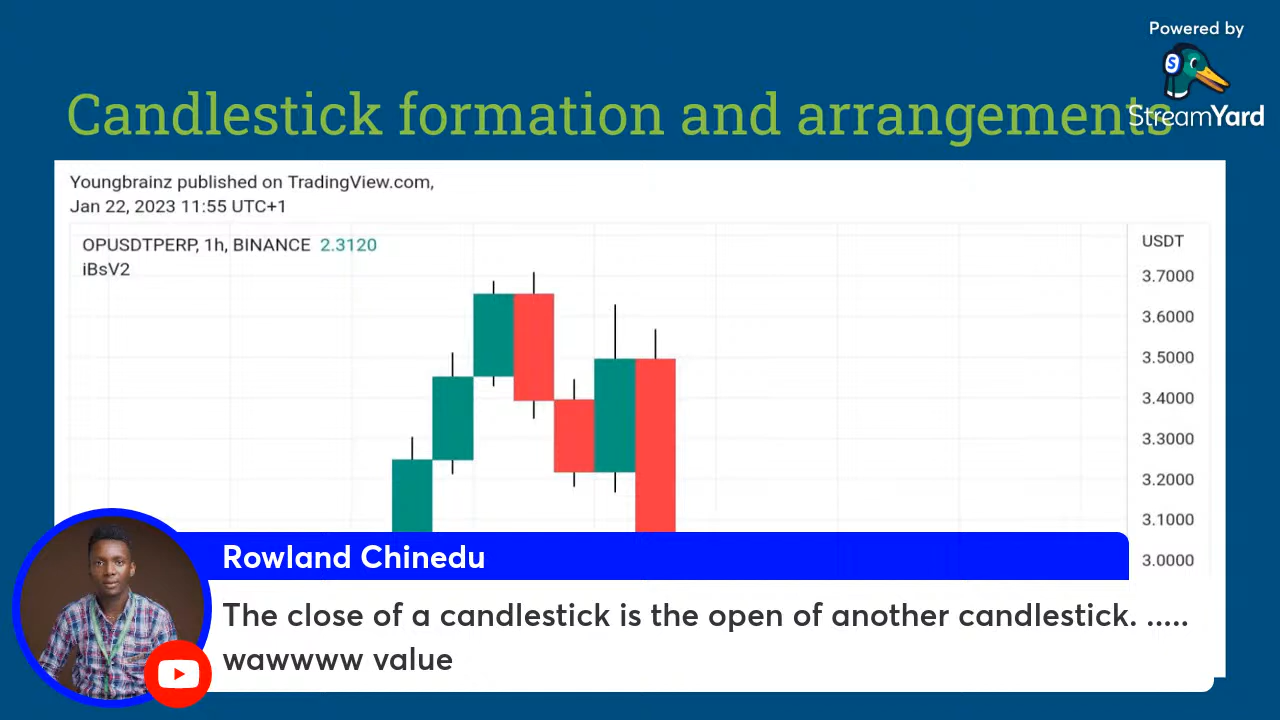 Powered by
S
StreamYard
Candlestick formation and arrangements
Youngbrainz published on TradingView.com,
Jan 22, 2023 11:55 UTC+1
OPUSDTPERP, 1h, BINANCE 2.3120
iBsV2
USDT
3.7000
3.6000
3.5000
3.4000
3.3000
3.2000
3.1000
3.0000
Rowland Chinedu
The close of a candlestick is the open of another candlestick. .....
wawwww value